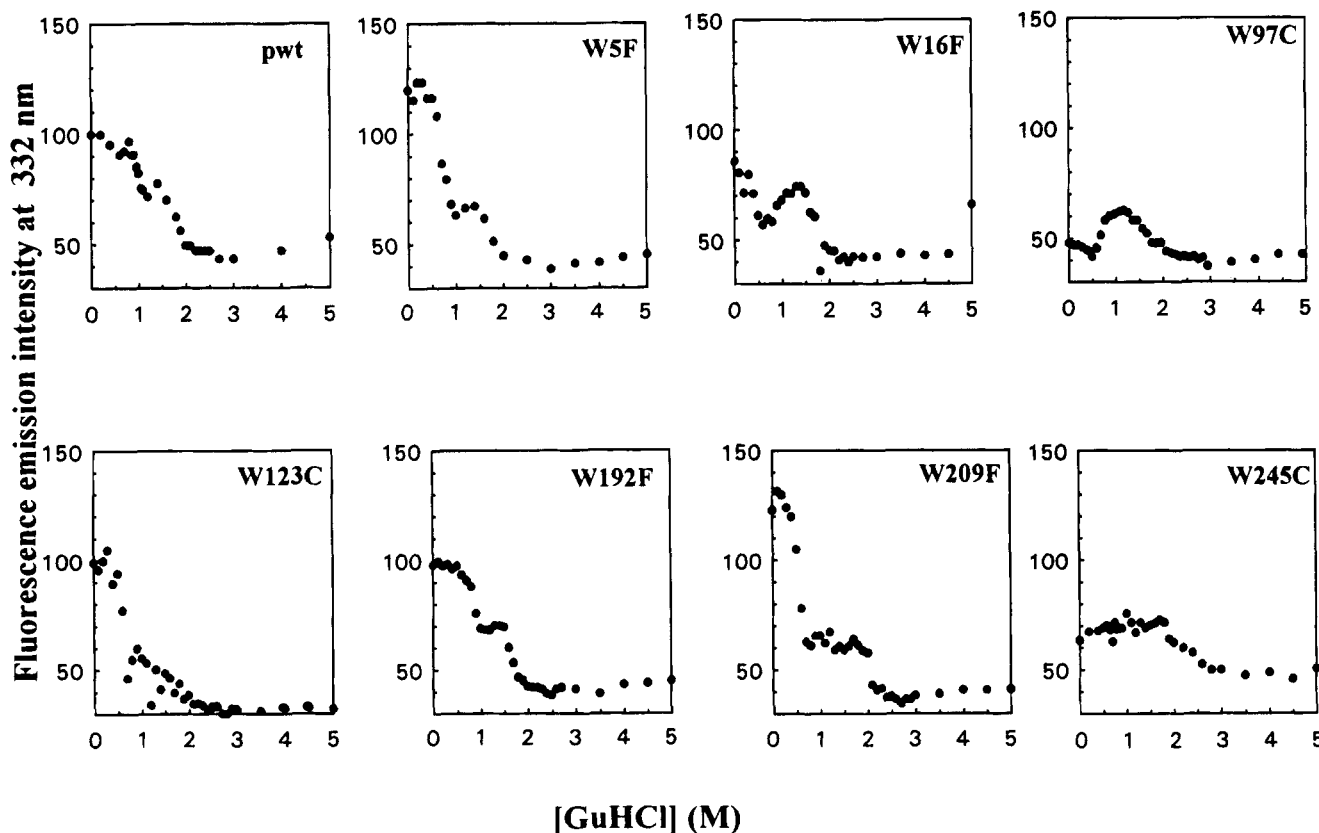 Fluorescence emission intensity at 332 nm
150 100 50 0 1 2 3 4 5 pwt
150 100 50 0 1 2 3 4 5 W5F
150 100 50 0 1 2 3 4 5 W16F
150 100 50 0 1 2 3 4 5 W97C
150 100 50 0 1 2 3 4 5 W123C
150 100 50 0 1 2 3 4 5 W192F
150 100 50 0 1 2 3 4 5 W209F
150 100 50 0 1 2 3 4 5 W245C
[GuHCl] (M)